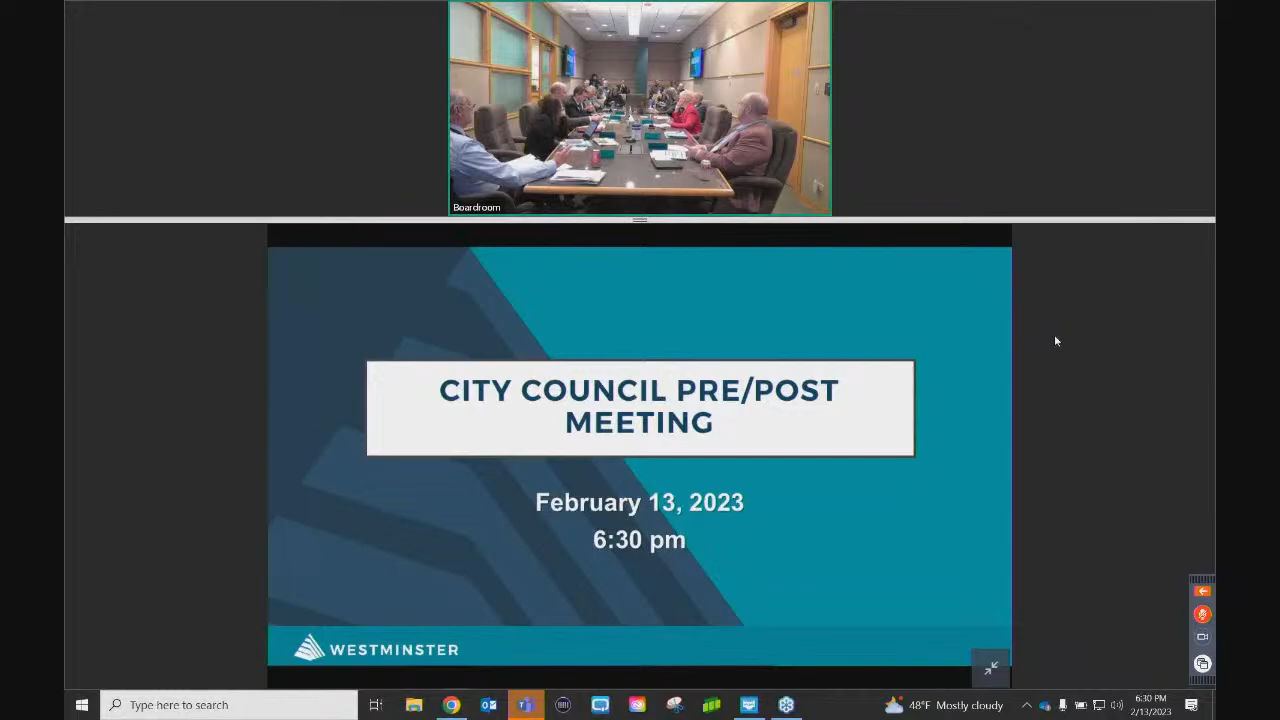 Boardroom
CITY COUNCIL PRE/POST
MEETING
February 13, 2023
6:30 pm
WESTMINSTER
Type here to search
48°F Mostly cloudy
6:30 PM
2/13/2023